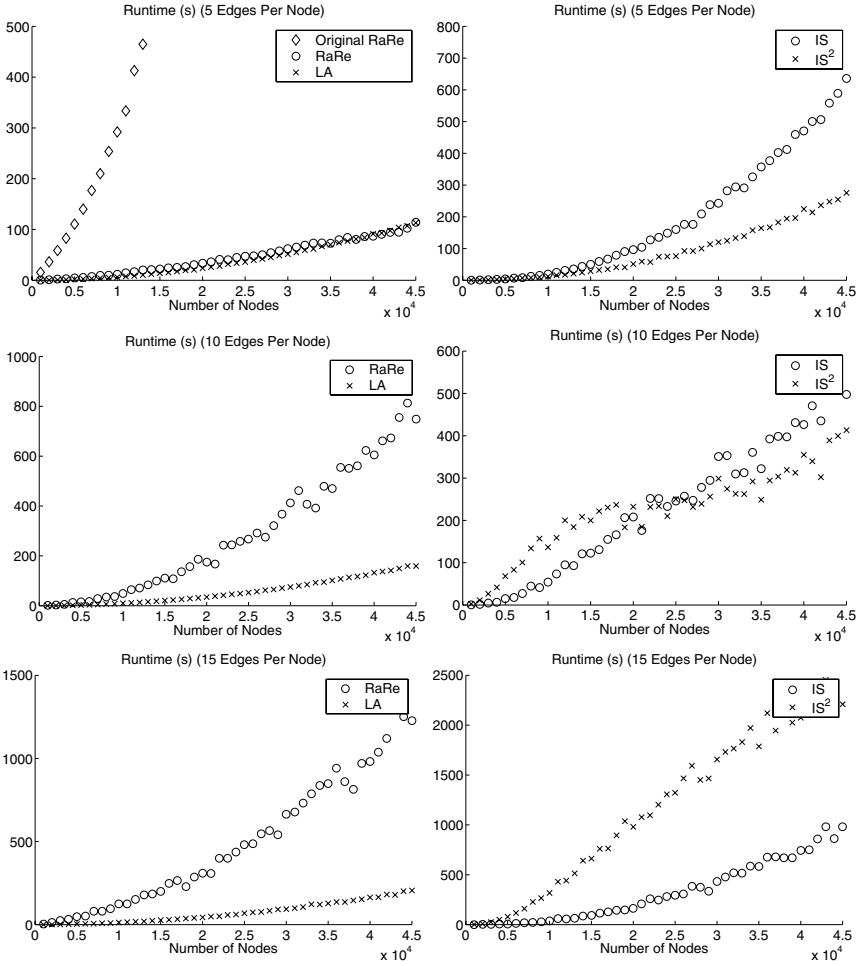 Runtime (s) (5 Edges Per Node)
500
400
300
200
100
0
Original RaRe
RaRe
LA
0 0.5 1 1.5 2 2.5 3 3.5 4 4.5
Number of Nodes
x 10^4
Runtime (s) (5 Edges Per Node)
800
700
600
500
400
300
200
100
0
IS
IS^2
0 0.5 1 1.5 2 2.5 3 3.5 4 4.5
Number of Nodes
x 10^4
Runtime (s) (10 Edges Per Node)
1000
800
600
400
200
0
RaRe
LA
0 0.5 1 1.5 2 2.5 3 3.5 4 4.5
Number of Nodes
x 10^4
Runtime (s) (10 Edges Per Node)
600
500
400
300
200
100
0
IS
IS^2
0 0.5 1 1.5 2 2.5 3 3.5 4 4.5
Number of Nodes
x 10^4
Runtime (s) (15 Edges Per Node)
1500
1000
500
0
RaRe
LA
0 0.5 1 1.5 2 2.5 3 3.5 4 4.5
Number of Nodes
x 10^4
Runtime (s) (15 Edges Per Node)
2500
2000
1500
1000
500
0
IS
IS^2
0 0.5 1 1.5 2 2.5 3 3.5 4 4.5
Number of Nodes
x 10^4